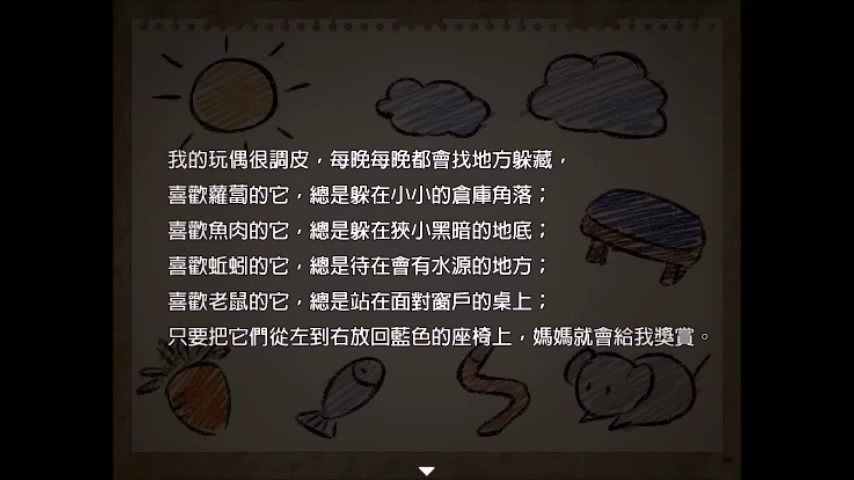 我的玩偶很調皮，每晚每晚都會找地方躲藏，
喜歡蘿蔔的它，總是躲在小小的倉庫角落；
喜歡魚肉的它，總是躲在狹小黑暗的地底；
喜歡蚯蚓的它，總是待在會有水源的地方；
喜歡老鼠的它，總是站在面對窗戶的桌上；
只要把它們從左到右放回藍色的座椅上，媽媽就會給我獎賞。